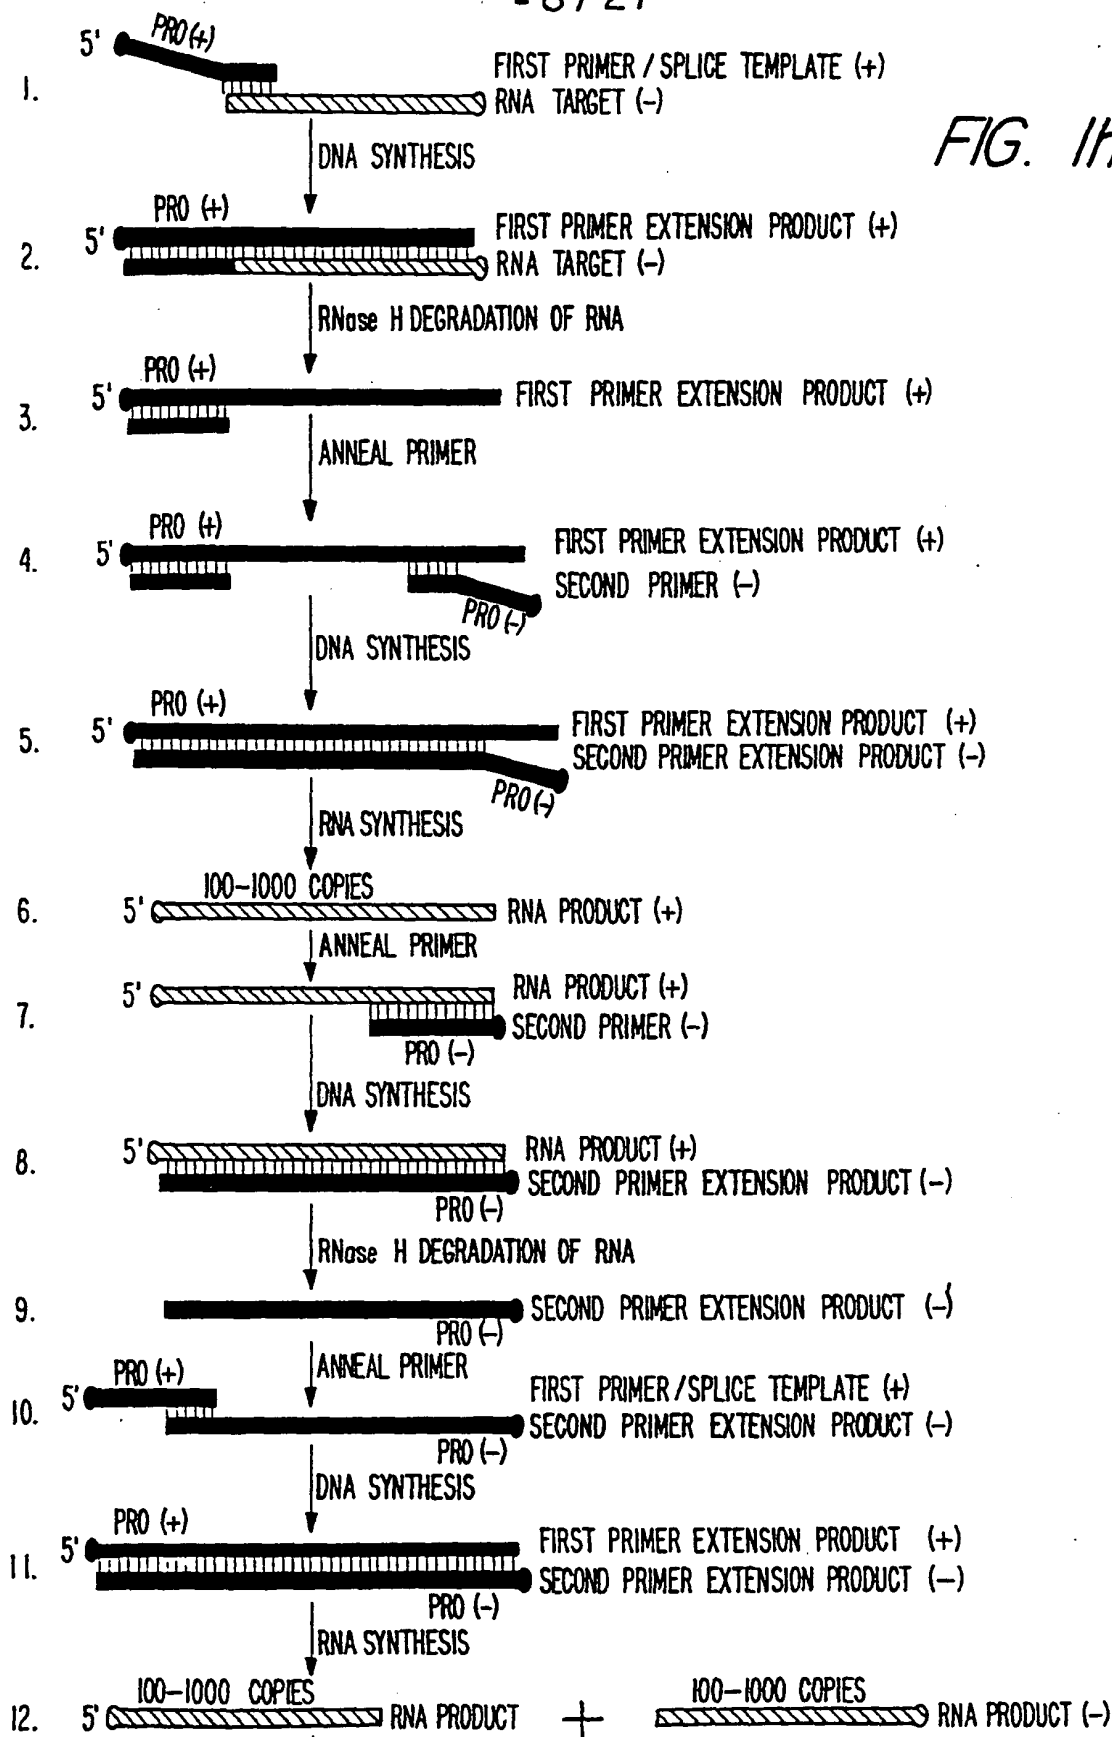 5' PRO (+)
1. FIRST PRIMER / SPLICE TEMPLATE (+)
RNA TARGET (-)
FIG. 1
DNA SYNTHESIS
PRO (+)
5' FIRST PRIMER EXTENSION PRODUCT (+)
2. RNA TARGET (-)
RNase H DEGRADATION OF RNA
PRO (+)
5' FIRST PRIMER EXTENSION PRODUCT (+)
3.
ANNEAL PRIMER
PRO (+)
5' FIRST PRIMER EXTENSION PRODUCT (+)
4. SECOND PRIMER (-)
PRO (-)
DNA SYNTHESIS
PRO (+)
5' FIRST PRIMER EXTENSION PRODUCT (+)
5. SECOND PRIMER EXTENSION PRODUCT (-)
PRO (-)
RNA SYNTHESIS
100-1000 COPIES
6. 5' RNA PRODUCT (+)
ANNEAL PRIMER
5' RNA PRODUCT (+)
7. SECOND PRIMER (-)
PRO (-)
DNA SYNTHESIS
5' RNA PRODUCT (+)
8. SECOND PRIMER EXTENSION PRODUCT (-)
PRO (-)
RNase H DEGRADATION OF RNA
9. SECOND PRIMER EXTENSION PRODUCT (-)
PRO (-)
ANNEAL PRIMER
PRO (+)
5' FIRST PRIMER/SPLICE TEMPLATE (+)
10. SECOND PRIMER EXTENSION PRODUCT (-)
PRO (-)
DNA SYNTHESIS
PRO (+)
5' FIRST PRIMER EXTENSION PRODUCT (+)
11. SECOND PRIMER EXTENSION PRODUCT (-)
PRO (-)
RNA SYNTHESIS
100-1000 COPIES 100-1000 COPIES
12. 5' RNA PRODUCT + RNA PRODUCT (-)